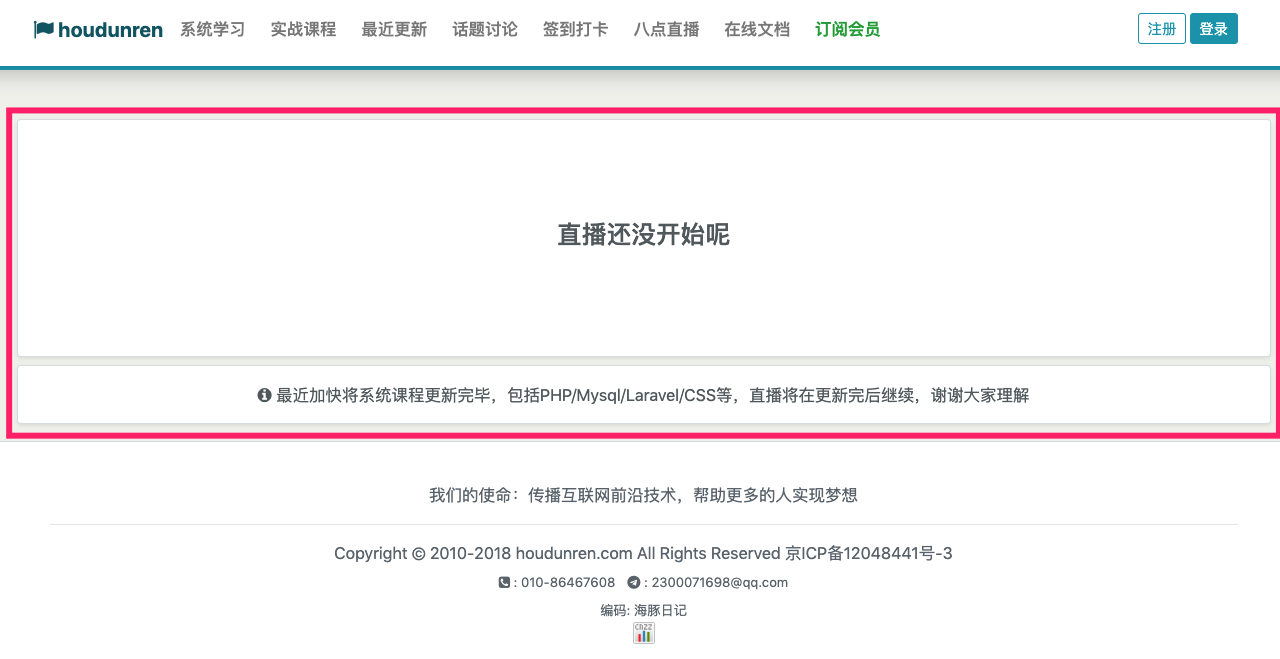 houdunren 系统学习 实战课程 最近更新 话题讨论 签到打卡 八点直播 在线文档 订阅会员 注册 登录
直播还没开始呢
最近加快将系统课程更新完毕，包括PHP/Mysql/Laravel/CSS等，直播将在更新完后继续，谢谢大家理解
我们的使命：传播互联网前沿技术，帮助更多的人实现梦想
Copyright © 2010-2018 houdunren.com All Rights Reserved 京ICP备12048441号-3
: 010-86467608 : 2300071698@qq.com
编码: 海豚日记
CNZZ